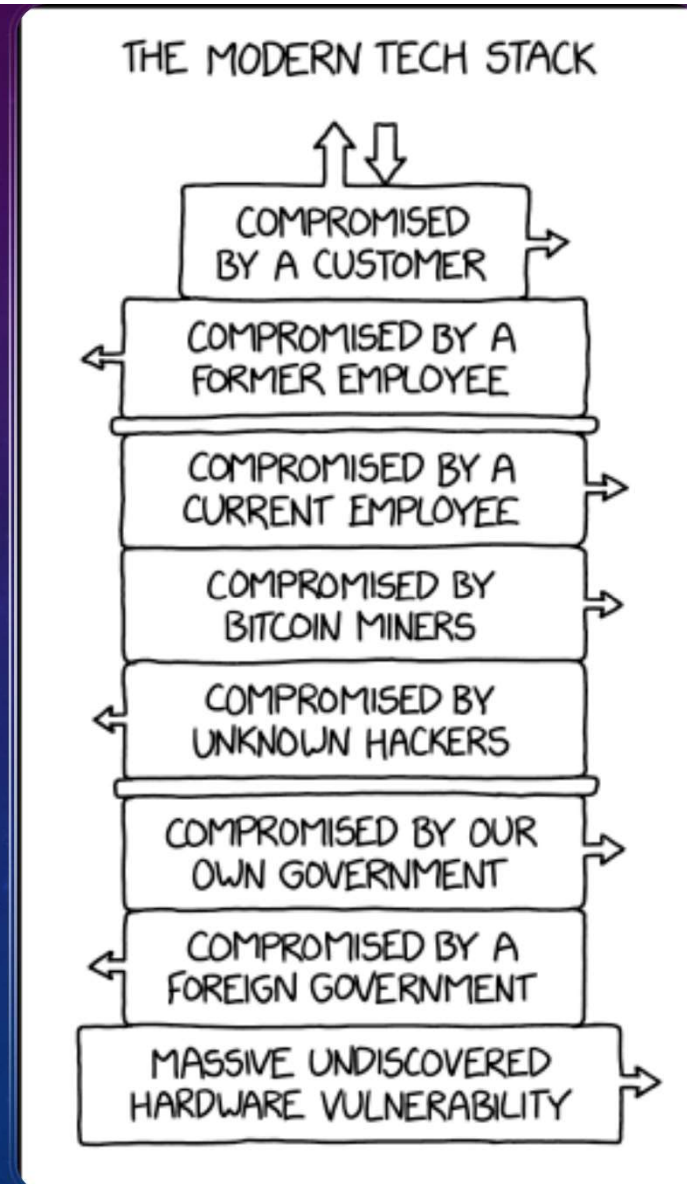 THE MODERN TECH STACK
COMPROMISED
BY A CUSTOMER
COMPROMISED BY A
FORMER EMPLOYEE
COMPROMISED BY A
CURRENT EMPLOYEE
COMPROMISED BY
BITCOIN MINERS
COMPROMISED BY
UNKNOWN HACKERS
COMPROMISED BY OUR
OWN GOVERNMENT
COMPROMISED BY A
FOREIGN GOVERNMENT
MASSIVE UNDISCOVERED
HARDWARE VULNERABILITY